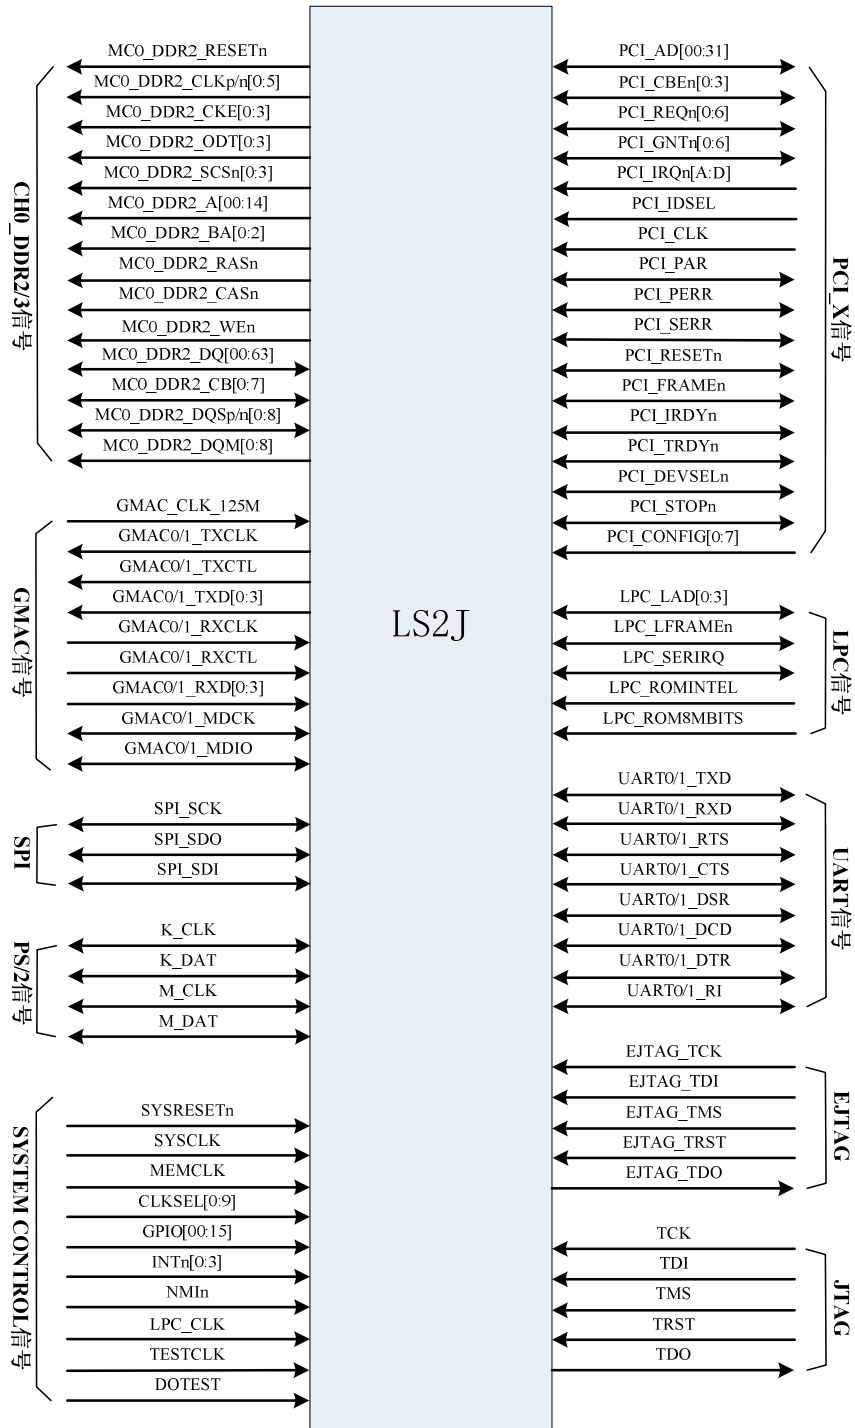 CH0_DDR2/3信号
MC0_DDR2_RESETn
MC0_DDR2_CLKp/n[0:5]
MC0_DDR2_CKE[0:3]
MC0_DDR2_ODT[0:3]
MC0_DDR2_SCSn[0:3]
MC0_DDR2_A[00:14]
MC0_DDR2_BA[0:2]
MC0_DDR2_RASn
MC0_DDR2_CASn
MC0_DDR2_WEn
MC0_DDR2_DQ[00:63]
MC0_DDR2_CB[0:7]
MC0_DDR2_DQSp/n[0:8]
MC0_DDR2_DQM[0:8]
GMAC信号
GMAC_CLK_125M
GMAC0/1_TXCLK
GMAC0/1_TXCTL
GMAC0/1_TXD[0:3]
GMAC0/1_RXCLK
GMAC0/1_RXCTL
GMAC0/1_RXD[0:3]
GMAC0/1_MDCK
GMAC0/1_MDIO
SPI
SPI_SCK
SPI_SDO
SPI_SDI
PS/2信号
K_CLK
K_DAT
M_CLK
M_DAT
SYSTEM CONTROL信号
SYSRESETn
SYSCLK
MEMCLK
CLKSEL[0:9]
GPIO[00:15]
INTn[0:3]
NMIn
LPC_CLK
TESTCLK
DOTEST
LS2J
PCI_AD[00:31]
PCI_CBEn[0:3]
PCI_REQn[0:6]
PCI_GNTn[0:6]
PCI_IRQn[A:D]
PCI_IDSEL
PCI_CLK
PCI_PAR
PCI_PERR
PCI_SERR
PCI_RESETn
PCI_FRAMEn
PCI_IRDYn
PCI_TRDYn
PCI_DEVSELn
PCI_STOPn
PCI_CONFIG[0:7]
PCI_X信号
LPC_LAD[0:3]
LPC_LFRAMEn
LPC_SERIRQ
LPC_ROMINTEL
LPC_ROM8MBITS
LPC信号
UART0/1_TXD
UART0/1_RXD
UART0/1_RTS
UART0/1_CTS
UART0/1_DSR
UART0/1_DCD
UART0/1_DTR
UART0/1_RI
UART信号
EJTAG_TCK
EJTAG_TDI
EJTAG_TMS
EJTAG_TRST
EJTAG_TDO
EJTAG
TCK
TDI
TMS
TRST
TDO
JTAG